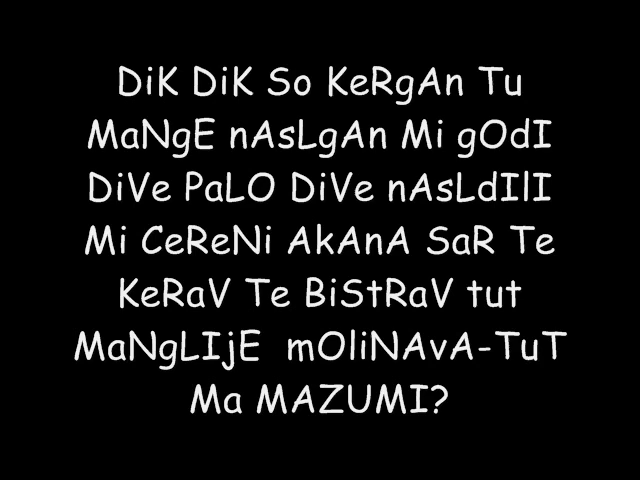 DiK DiK So KeRgAn Tu
MaNgE nAsLgAn Mi gOdI
DiVe PaLO DiVe nAsLdIlI
Mi CeReNi AkAnA SaR Te
KeRaV Te BiStRaV tut
MaNgLIjE mOliNAvA-TuT
Ma MAZUMI?